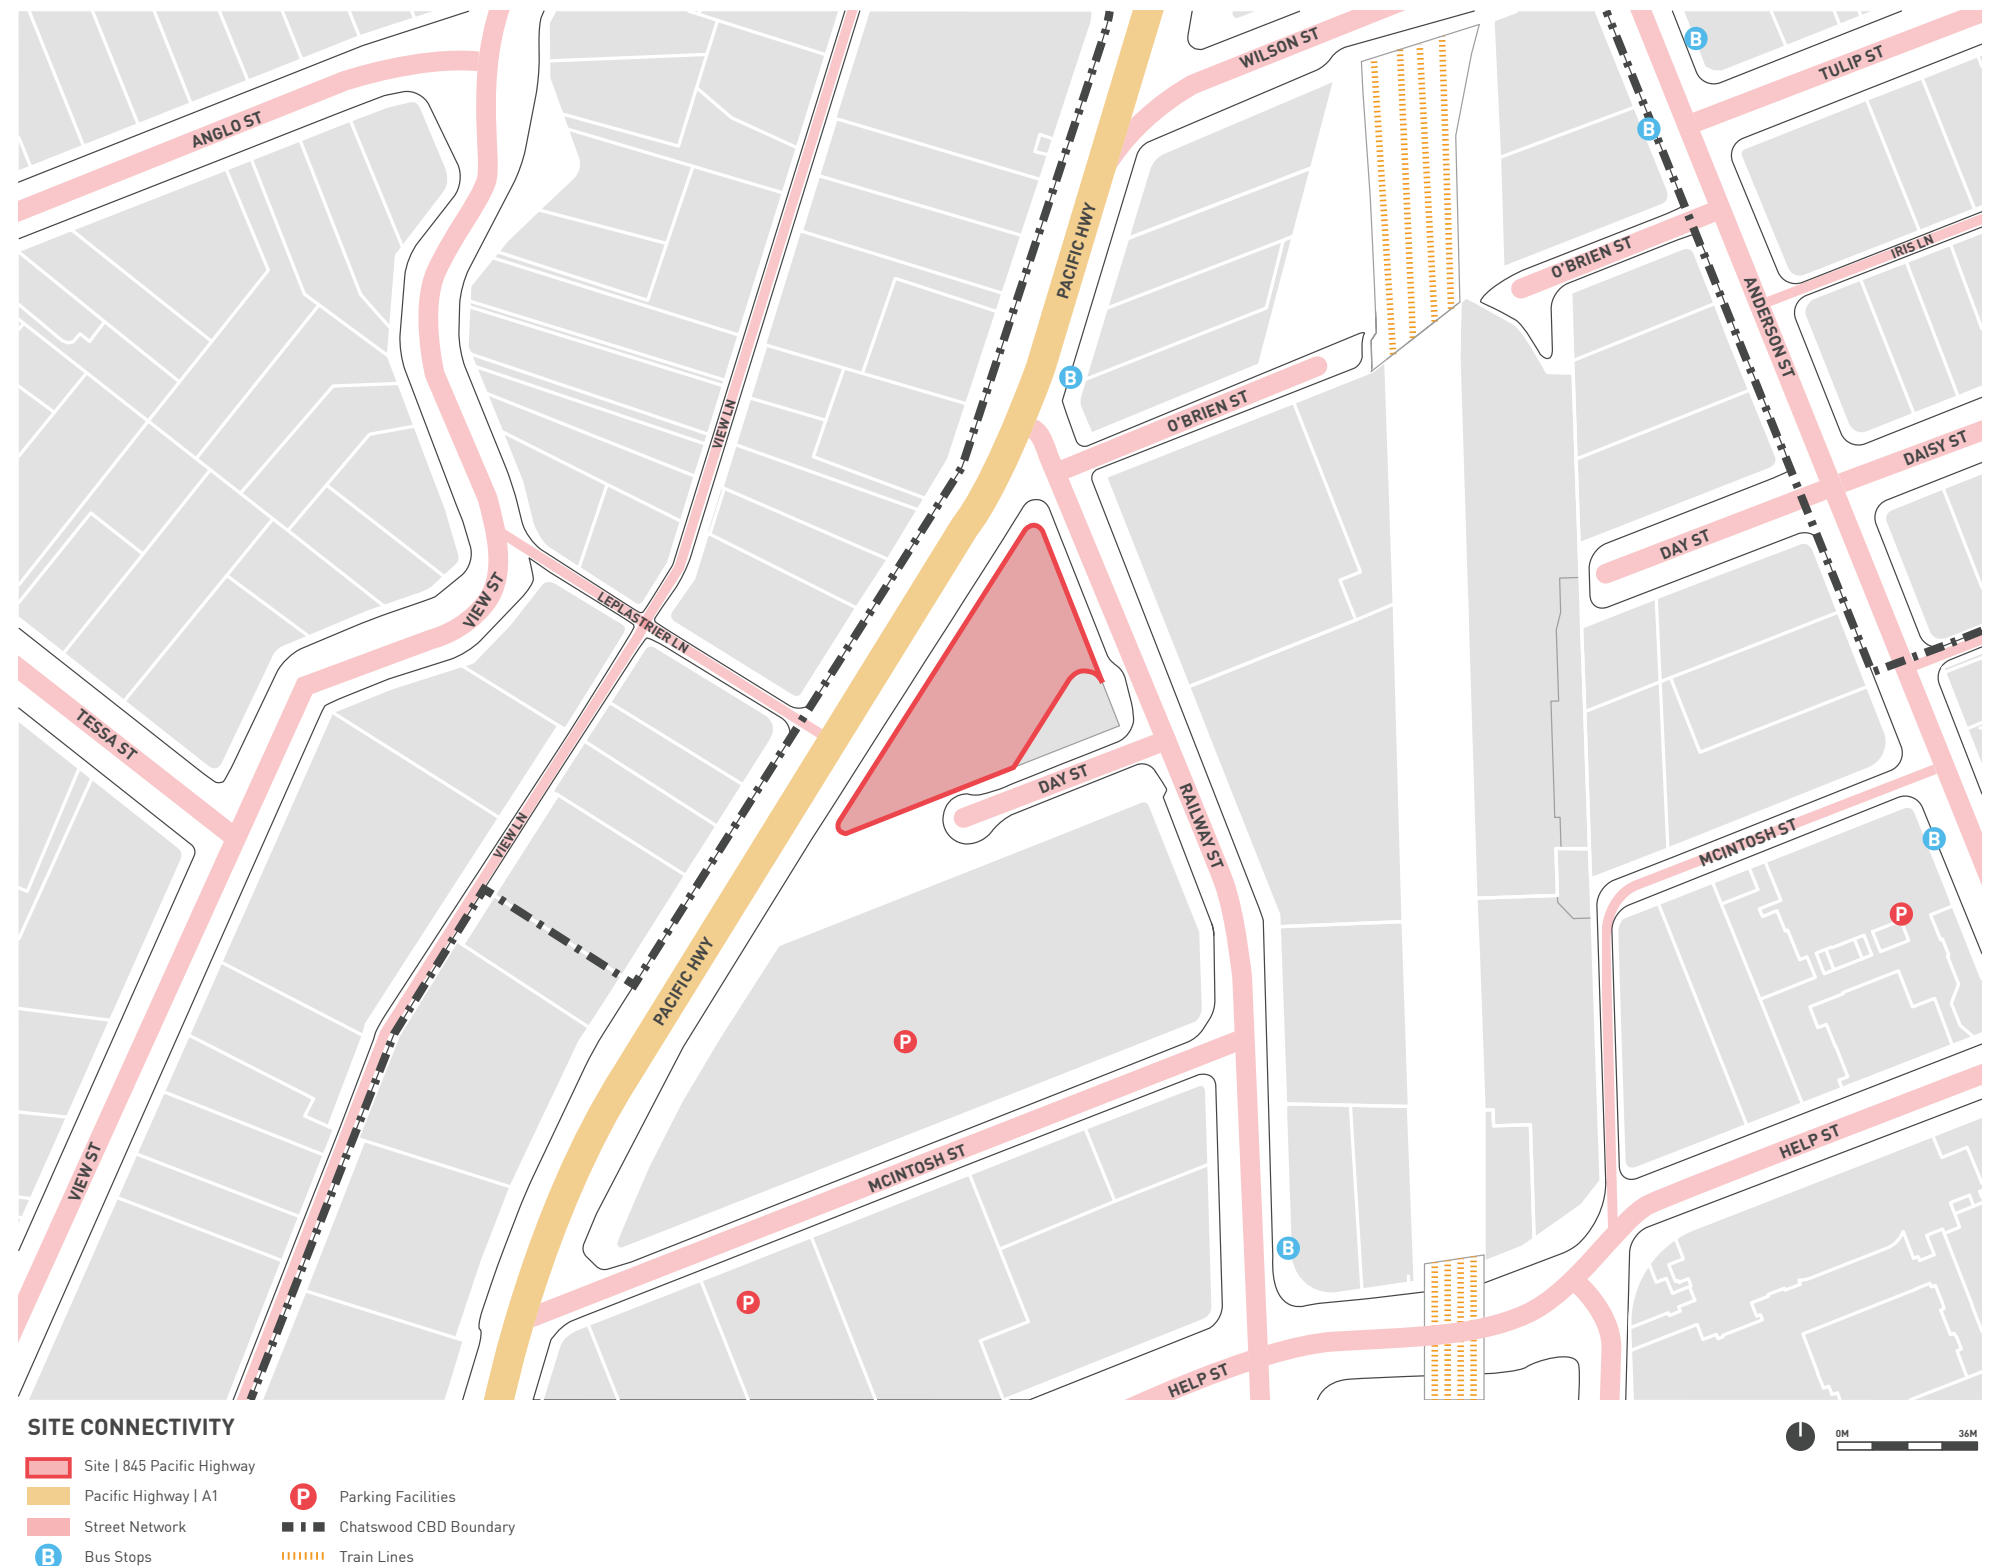 B
WILSON ST
TULIP ST
ANGLO ST
B
PACIFIC HWY
O'BRIEN ST
IRIS LN
ANDERSON ST
B
VIEW LN
O'BRIEN ST
DAISY ST
DAY ST
VIEW ST
LEPLASTRIER LN
TESSA ST
DAY ST
RAILWAY ST
VIEW LN
MCINTOSH ST
B
P
PACIFIC HWY
P
VIEW ST
MCINTOSH ST
HELP ST
B
P
HELP ST
SITE CONNECTIVITY
0M 36M
Site | 845 Pacific Highway
Pacific Highway | A1
P Parking Facilities
Street Network
Chatswood CBD Boundary
B Bus Stops
Train Lines